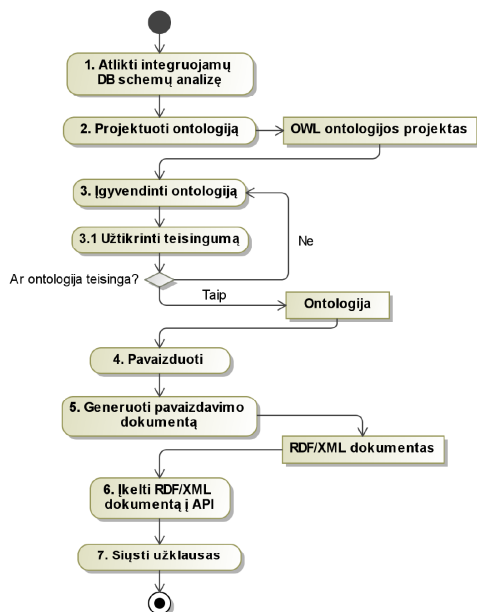 1. Atlikti integruojamų
DB schemų analizę
2. Projektuoti ontologiją
OWL ontologijos projektas
3. Įgyvendinti ontologiją
3.1 Užtikrinti teisingumą
Ne
Ar ontologija teisinga?
Taip
Ontologija
4. Pavaizduoti
5. Generuoti pavaizdavimo
dokumentą
RDF/XML dokumentas
6. Įkelti RDF/XML
dokumentą į API
7. Siųsti užklausas